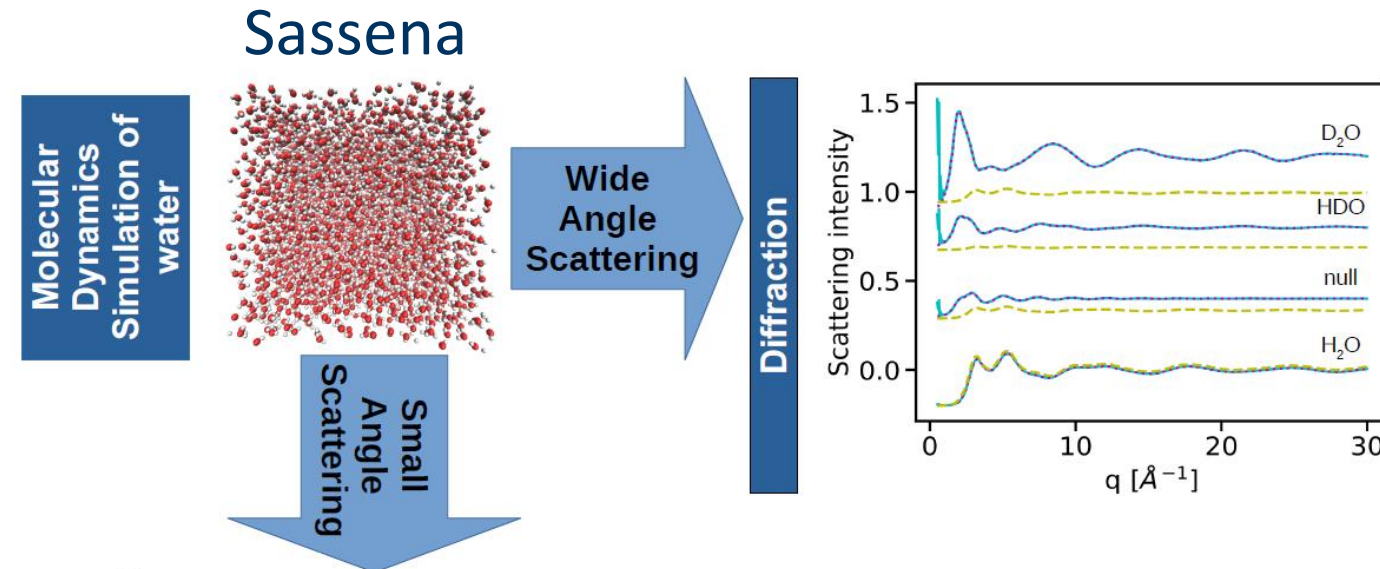 Sassena
Molecular
Dynamics
Simulation of
water
Wide
Angle
Scattering
Small
Angle
Scattering
Diffraction
Scattering intensity
1.5
1.0
0.5
0.0
D₂O
HDO
null
H₂O
0
10
20
30
q [Å⁻¹]